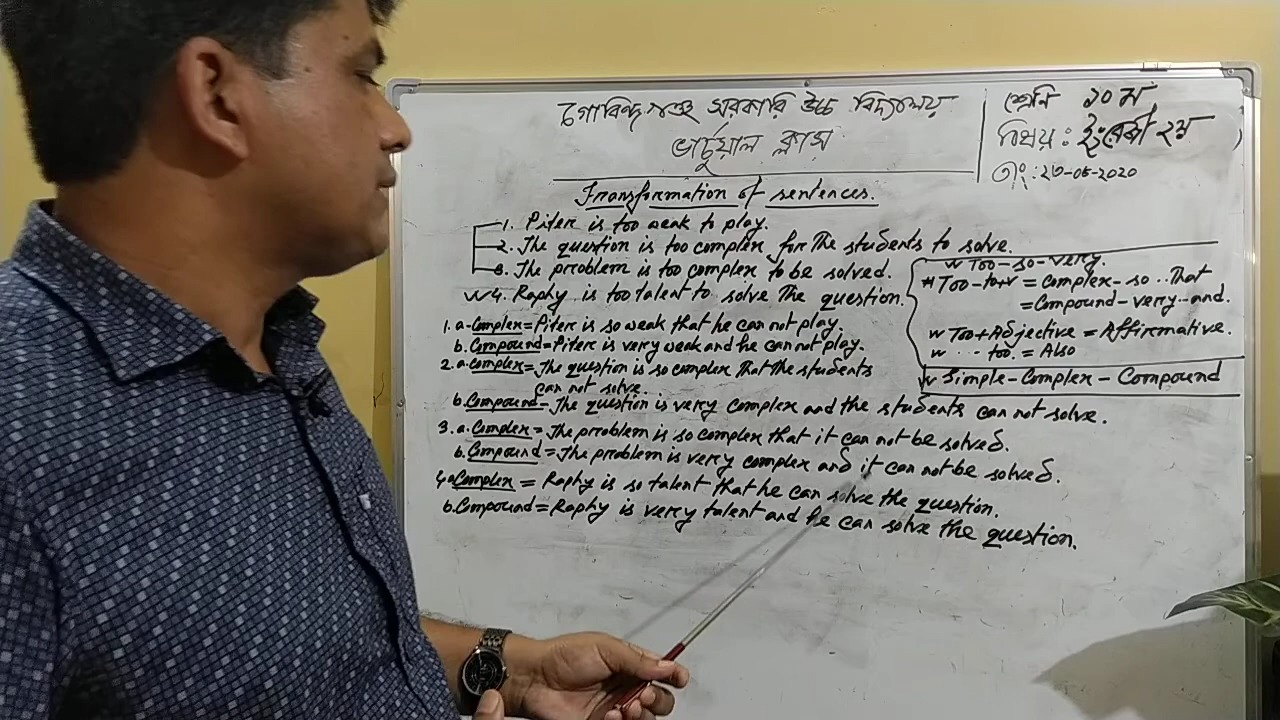 গোবিন্দগঞ্জ সরকারি উচ্চ বিদ্যালয়
ভার্চুয়াল ক্লাস
শ্রেনি ১০ম
বিষয়: ইংরেজী ২য়
তাং: ২৩-০৫-2020
Transformation of sentences.
1. Piter is too weak to play.
2. The question is too complex for the students to solve.
3. The problem is too complex to be solved.
4. Raphy is too talent to solve the question.
1. a-Complex = Piter is so weak that he can not play.
b. Compound = Piter is very weak and he can not play.
2. a. complex = The question is so complex that the students
can not solve.
b. Compound - The question is very complex and the students can not solve.
3. a. Complex = The problem is so complex that it can not be solved.
b. Compound = The problem is very complex and it can not be solved.
4. a Complex = Raphy is so talent that he can solve the question.
b. Compound = Raphy is very talent and he can solve the question.
Too-so-very.
* Too-to+v = complex-so..That
= Compound-very..and.
Too+Adjective = Affirmative.
... too. = Also
Simple-Complex-Compound